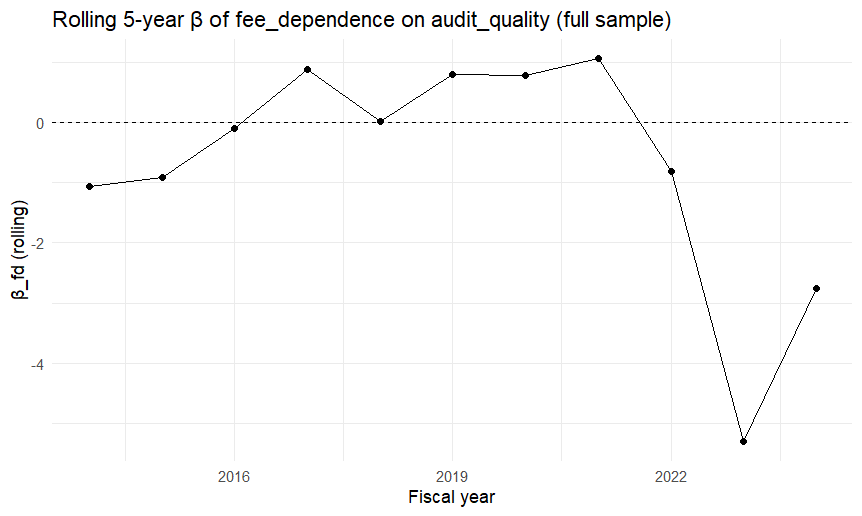 Rolling 5-year β of fee_dependence on audit_quality (full sample)
β_fd (rolling)
0
-2
-4
2016
2019
2022
Fiscal year